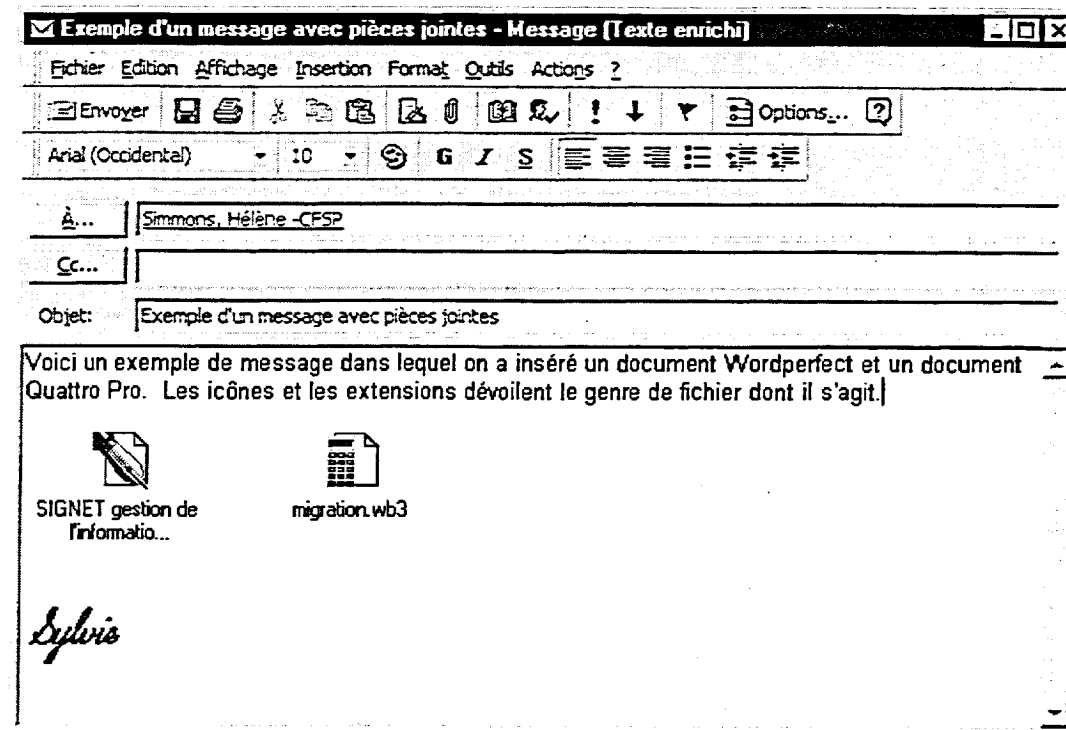 Exemple d'un message avec pièces jointes - Message (Texte enrichi)
Fichier Edition Affichage Insertion Format Outils Actions ?
Envoyer Options...
Arial (Occidental) 10 G I S
À... Simmons, Hélène -CFSP
Cc...
Objet: Exemple d'un message avec pièces jointes
Voici un exemple de message dans lequel on a inséré un document Wordperfect et un document
Quattro Pro. Les icônes et les extensions dévoilent le genre de fichier dont il s'agit.
SIGNET gestion de migration.wb3
l'informatio...
Sylvie